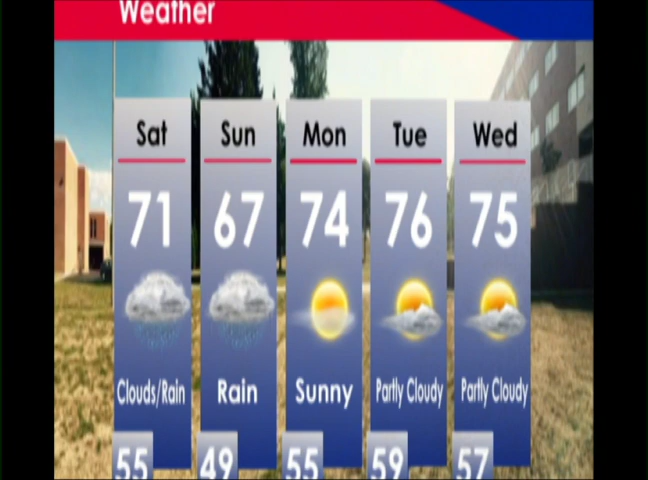 Weather
Sat Sun Mon Tue Wed
71 67 74 76 75
Clouds/Rain Rain Sunny Partly Cloudy Partly Cloudy
55 49 55 59 57